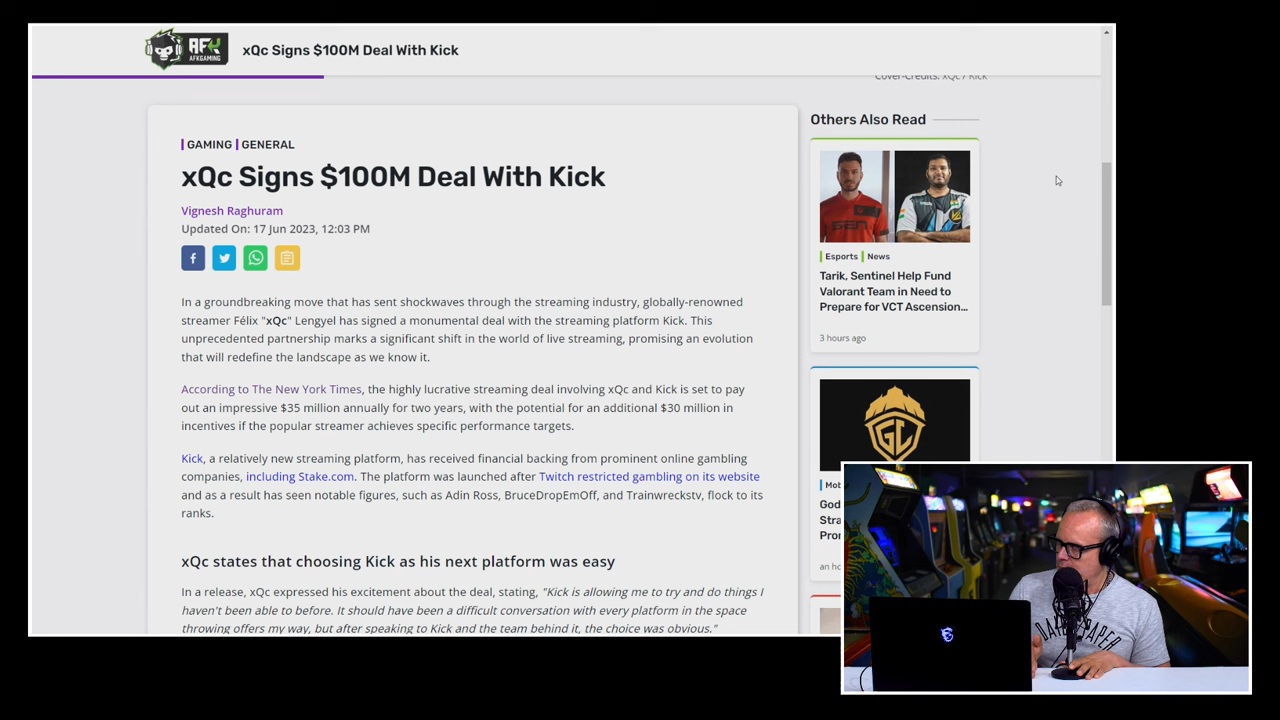 AFK
AFKGAMING
xQc Signs $100M Deal With Kick
Cover-Credits: xQc / Kick
GAMING
GENERAL
xQc Signs $100M Deal With Kick
Vignesh Raghuram
Updated On: 17 Jun 2023, 12:03 PM
In a groundbreaking move that has sent shockwaves through the streaming industry, globally-renowned
streamer Félix "xQc" Lengyel has signed a monumental deal with the streaming platform Kick. This
unprecedented partnership marks a significant shift in the world of live streaming, promising an evolution
that will redefine the landscape as we know it.
According to The New York Times, the highly lucrative streaming deal involving xQc and Kick is set to pay
out an impressive $35 million annually for two years, with the potential for an additional $30 million in
incentives if the popular streamer achieves specific performance targets.
Kick, a relatively new streaming platform, has received financial backing from prominent online gambling
companies, including Stake.com. The platform was launched after Twitch restricted gambling on its website
and as a result has seen notable figures, such as Adin Ross, BruceDropEmOff, and Trainwreckstv, flock to its
ranks.
xQc states that choosing Kick as his next platform was easy
In a release, xQc expressed his excitement about the deal, stating, "Kick is allowing me to try and do things I
haven't been able to before. It should have been a difficult conversation with every platform in the space
throwing offers my way, but after speaking to Kick and the team behind it, the choice was obvious."
Others Also Read
Esports
News
Tarik, Sentinel Help Fund
Valorant Team in Need to
Prepare for VCT Ascension...
3 hours ago
GC
Mob
God
Stra
Pro
an ho
PAPER